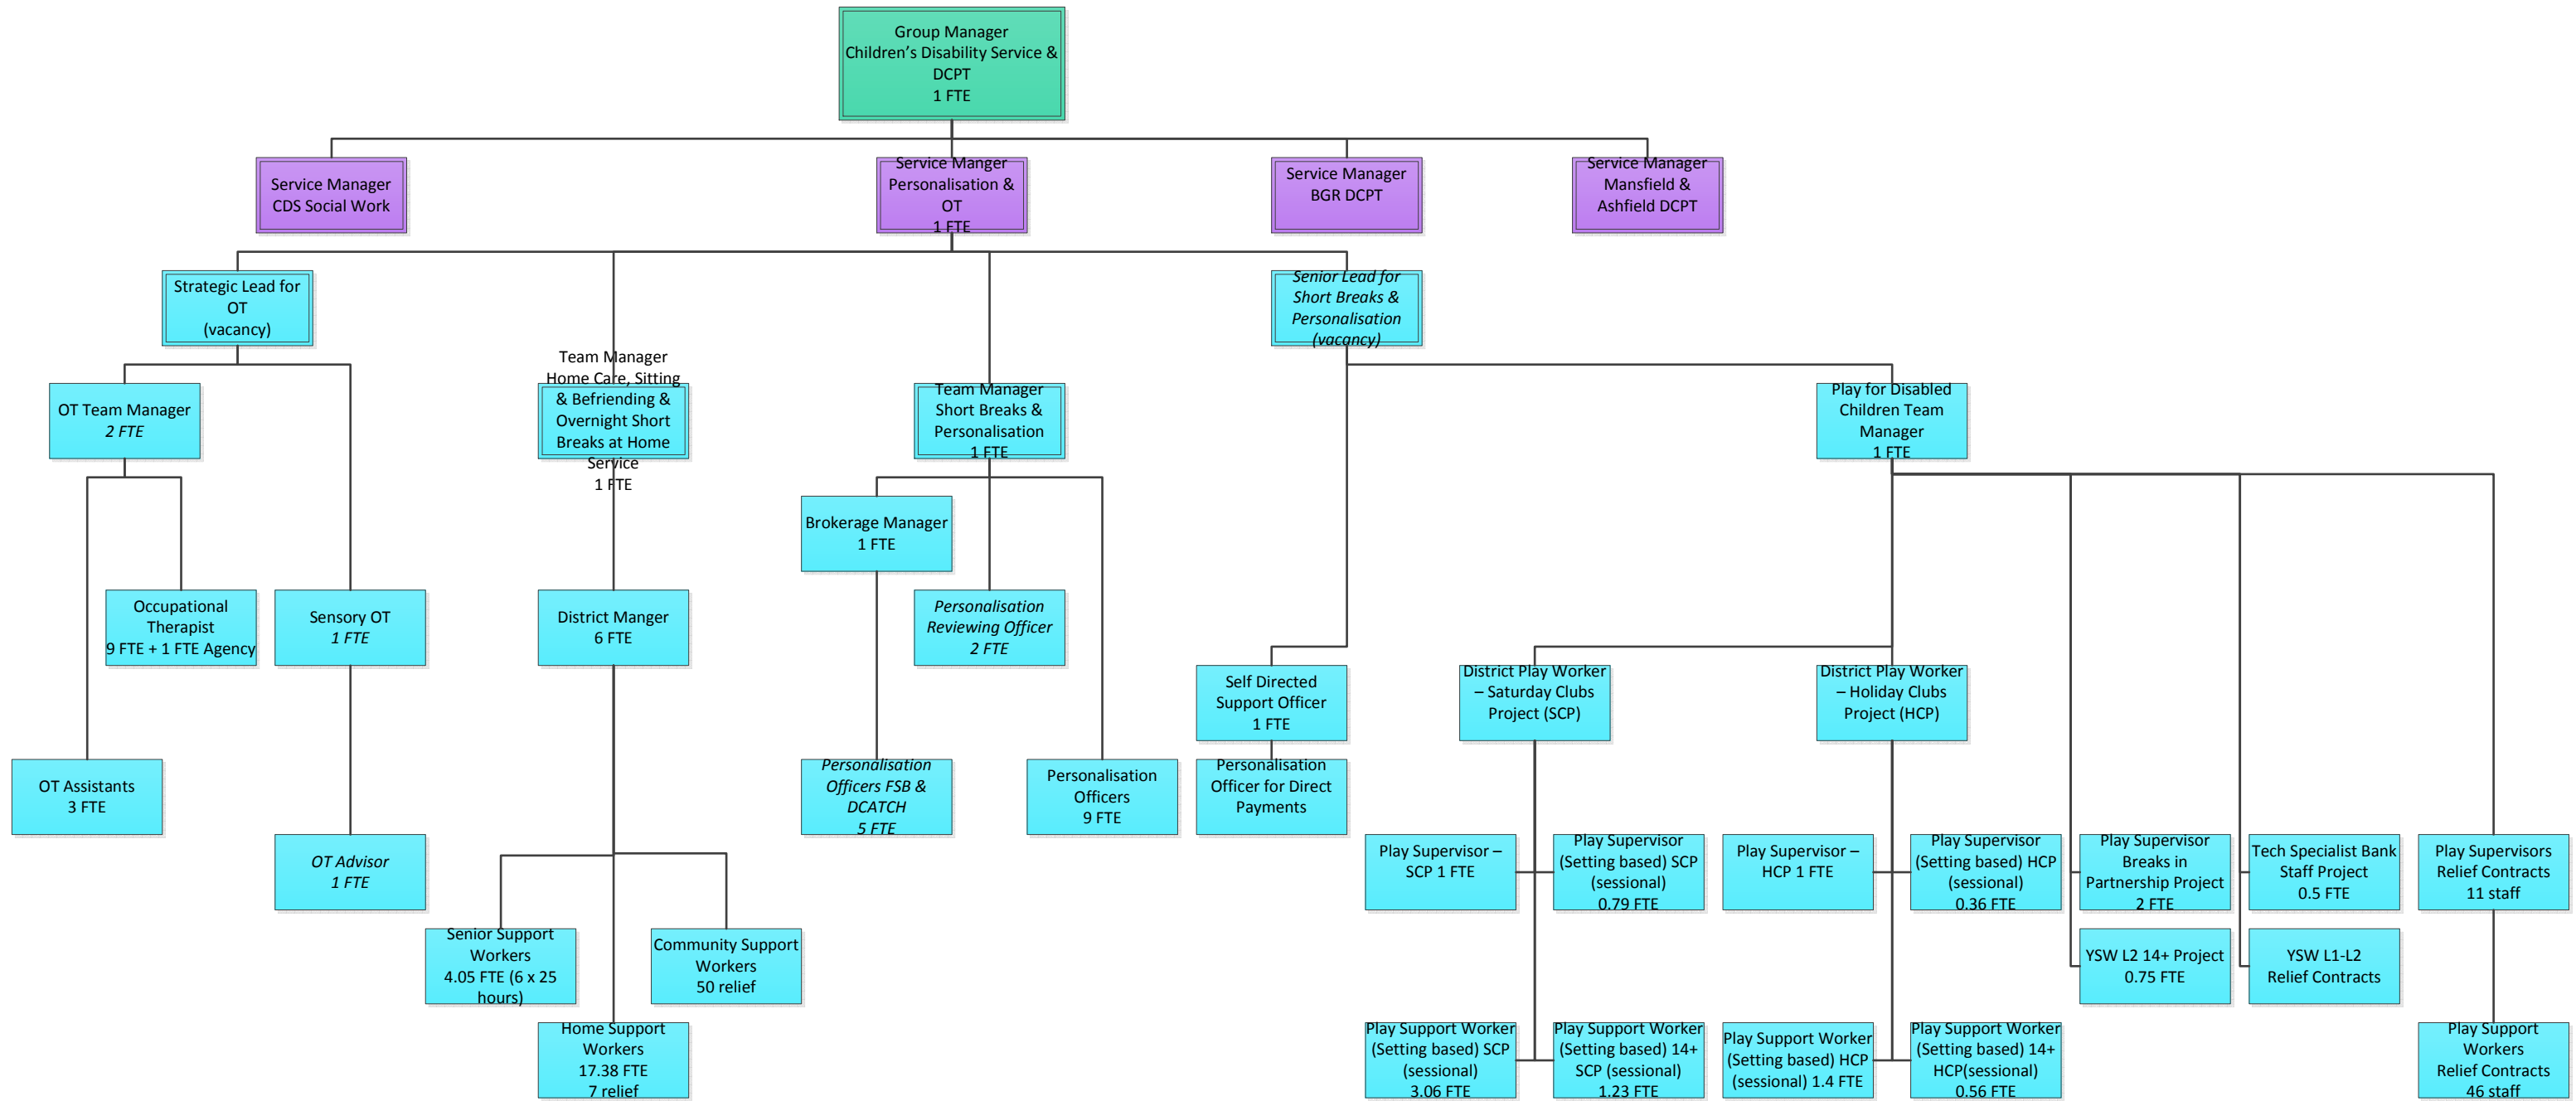 Group Manager
Children’s Disability Service &
DCPT
1 FTE
Service Manager
CDS Social Work
Service Manger
Personalisation &
OT
1 FTE
Service Manager
BGR DCPT
Service Manager
Mansfield &
Ashfield DCPT
Strategic Lead for
OT
(vacancy)
Senior Lead for
Short Breaks &
Personalisation
(vacancy)
OT Team Manager
2 FTE
Team Manager
Home Care, Sitting
& Befriending &
Overnight Short
Breaks at Home
Service
1 FTE
Team Manager
Short Breaks &
Personalisation
1 FTE
Play for Disabled
Children Team
Manager
1 FTE
Brokerage Manager
1 FTE
Occupational
Therapist
9 FTE + 1 FTE Agency
Sensory OT
1 FTE
District Manger
6 FTE
Personalisation
Reviewing Officer
2 FTE
Self Directed
Support Officer
1 FTE
District Play Worker
– Saturday Clubs
Project (SCP)
District Play Worker
– Holiday Clubs
Project (HCP)
OT Assistants
3 FTE
Personalisation
Officers FSB &
DCATCH
5 FTE
Personalisation
Officers
9 FTE
Personalisation
Officer for Direct
Payments
OT Advisor
1 FTE
Play Supervisor –
SCP 1 FTE
Play Supervisor
(Setting based) SCP
(sessional)
0.79 FTE
Play Supervisor –
HCP 1 FTE
Play Supervisor
(Setting based) HCP
(sessional)
0.36 FTE
Play Supervisor
Breaks in
Partnership Project
2 FTE
Tech Specialist Bank
Staff Project
0.5 FTE
Play Supervisors
Relief Contracts
11 staff
Senior Support
Workers
4.05 FTE (6 x 25
hours)
Community Support
Workers
50 relief
YSW L2 14+ Project
0.75 FTE
YSW L1-L2
Relief Contracts
Home Support
Workers
17.38 FTE
7 relief
Play Support Worker
(Setting based) SCP
(sessional)
3.06 FTE
Play Support Worker
(Setting based) 14+
SCP (sessional)
1.23 FTE
Play Support Worker
(Setting based) HCP
(sessional) 1.4 FTE
Play Support Worker
(Setting based) 14+
HCP(sessional)
0.56 FTE
Play Support
Workers
Relief Contracts
46 staff